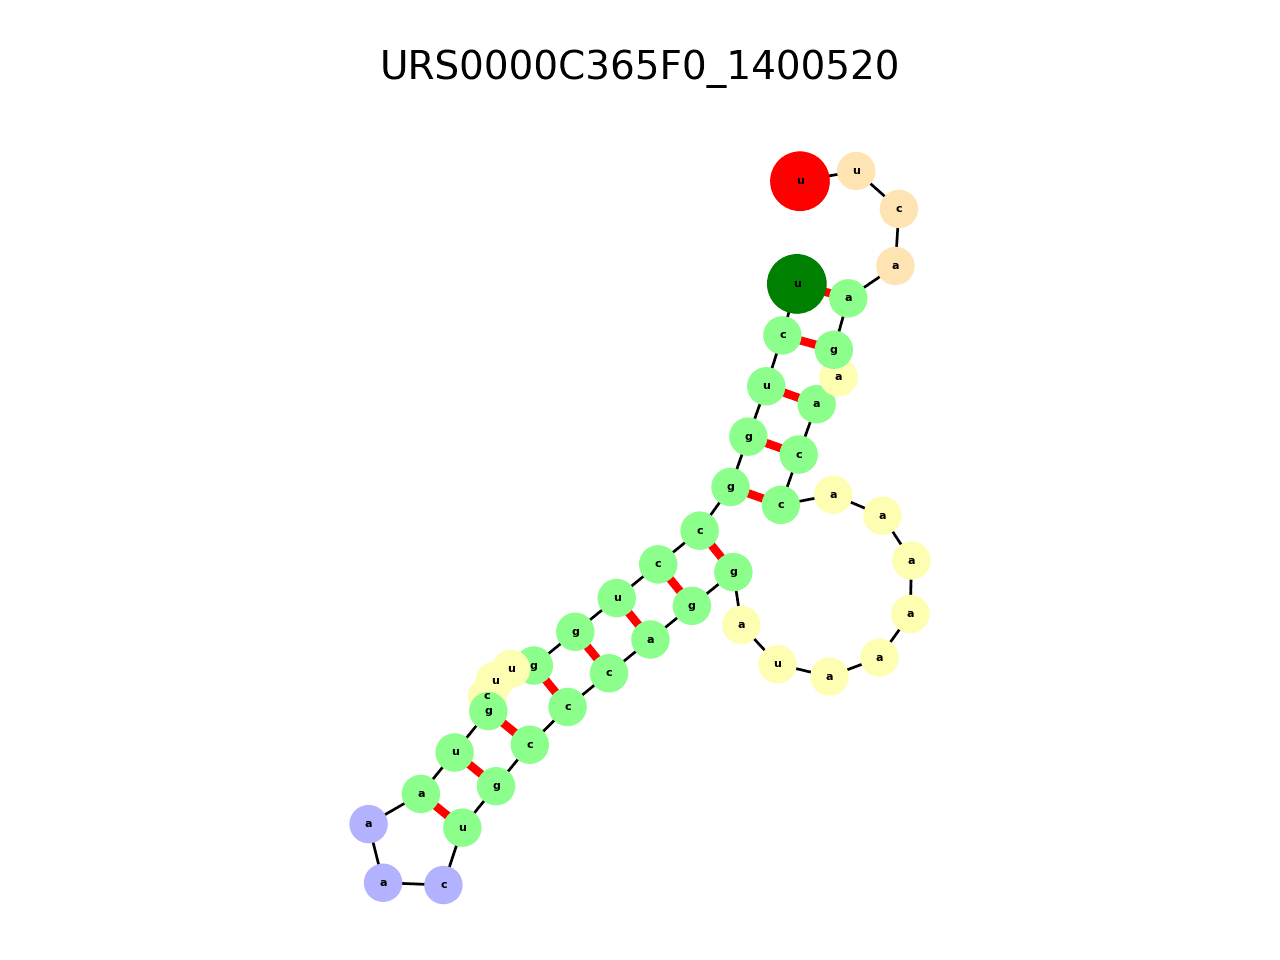 URS0000C365F0_1400520
u u
c
a
u a
c g
a
u a
g c
g c a a
c
c g a
u g a
g a a
u g c u a a
u
c
g c
u c
a g
a u
a c